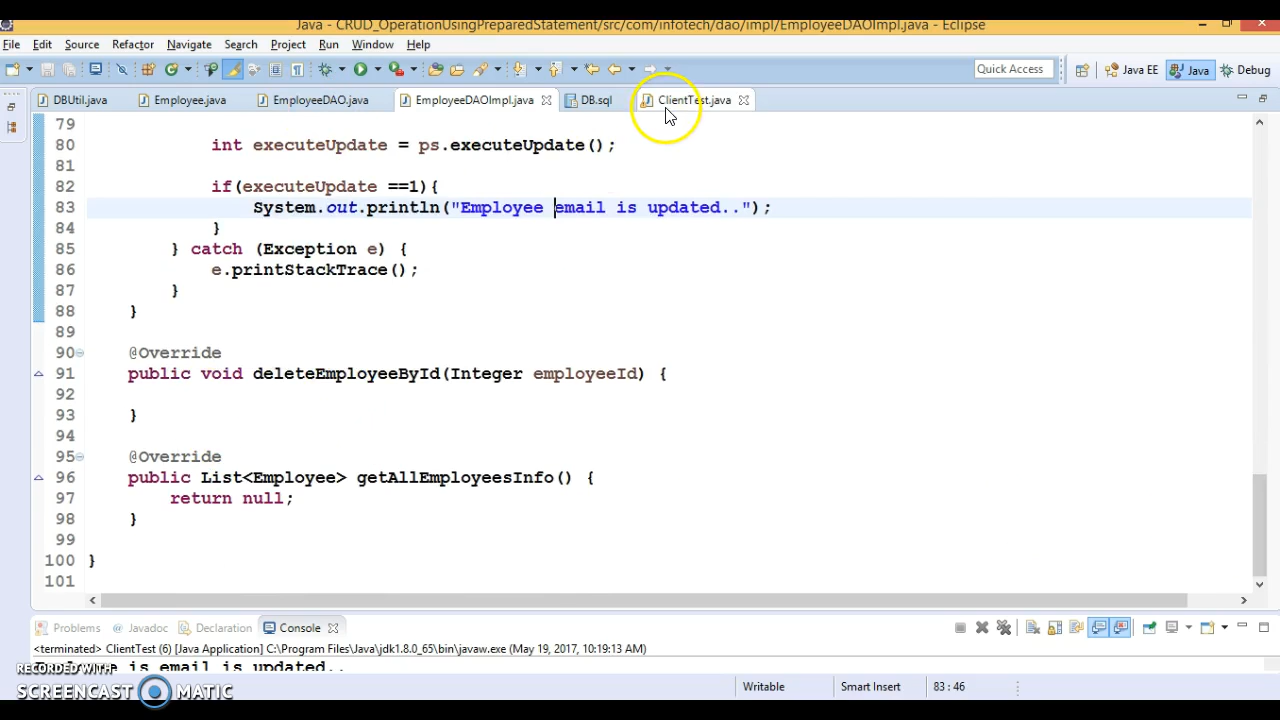 Java - CRUD_OperationUsingPreparedStatement/src/com/infotech/dao/impl/EmployeeDAOImpl.java - Eclipse
File Edit Source Refactor Navigate Search Project Run Window Help
Quick Access Java EE Java Debug
DBUtil.java Employee.java EmployeeDAO.java EmployeeDAOImpl.java DB.sql ClientTest.java
79
80 int executeUpdate = ps.executeUpdate();
81
82 if(executeUpdate ==1){
83 System.out.println("Employee email is updated..");
84 }
85 } catch (Exception e) {
86 e.printStackTrace();
87 }
88 }
89
90 @Override
91 public void deleteEmployeeById(Integer employeeId) {
92
93 }
94
95 @Override
96 public List<Employee> getAllEmployeesInfo() {
97 return null;
98 }
99
100 }
101
Problems Javadoc Declaration Console
<terminated> ClientTest (6) [Java Application] C:\Program Files\Java\jdk1.8.0_65\bin\javaw.exe (May 19, 2017, 10:19:13 AM)
is email is updated..
RECORDED WITH
SCREENCAST MATIC
Writable Smart Insert 83 : 46